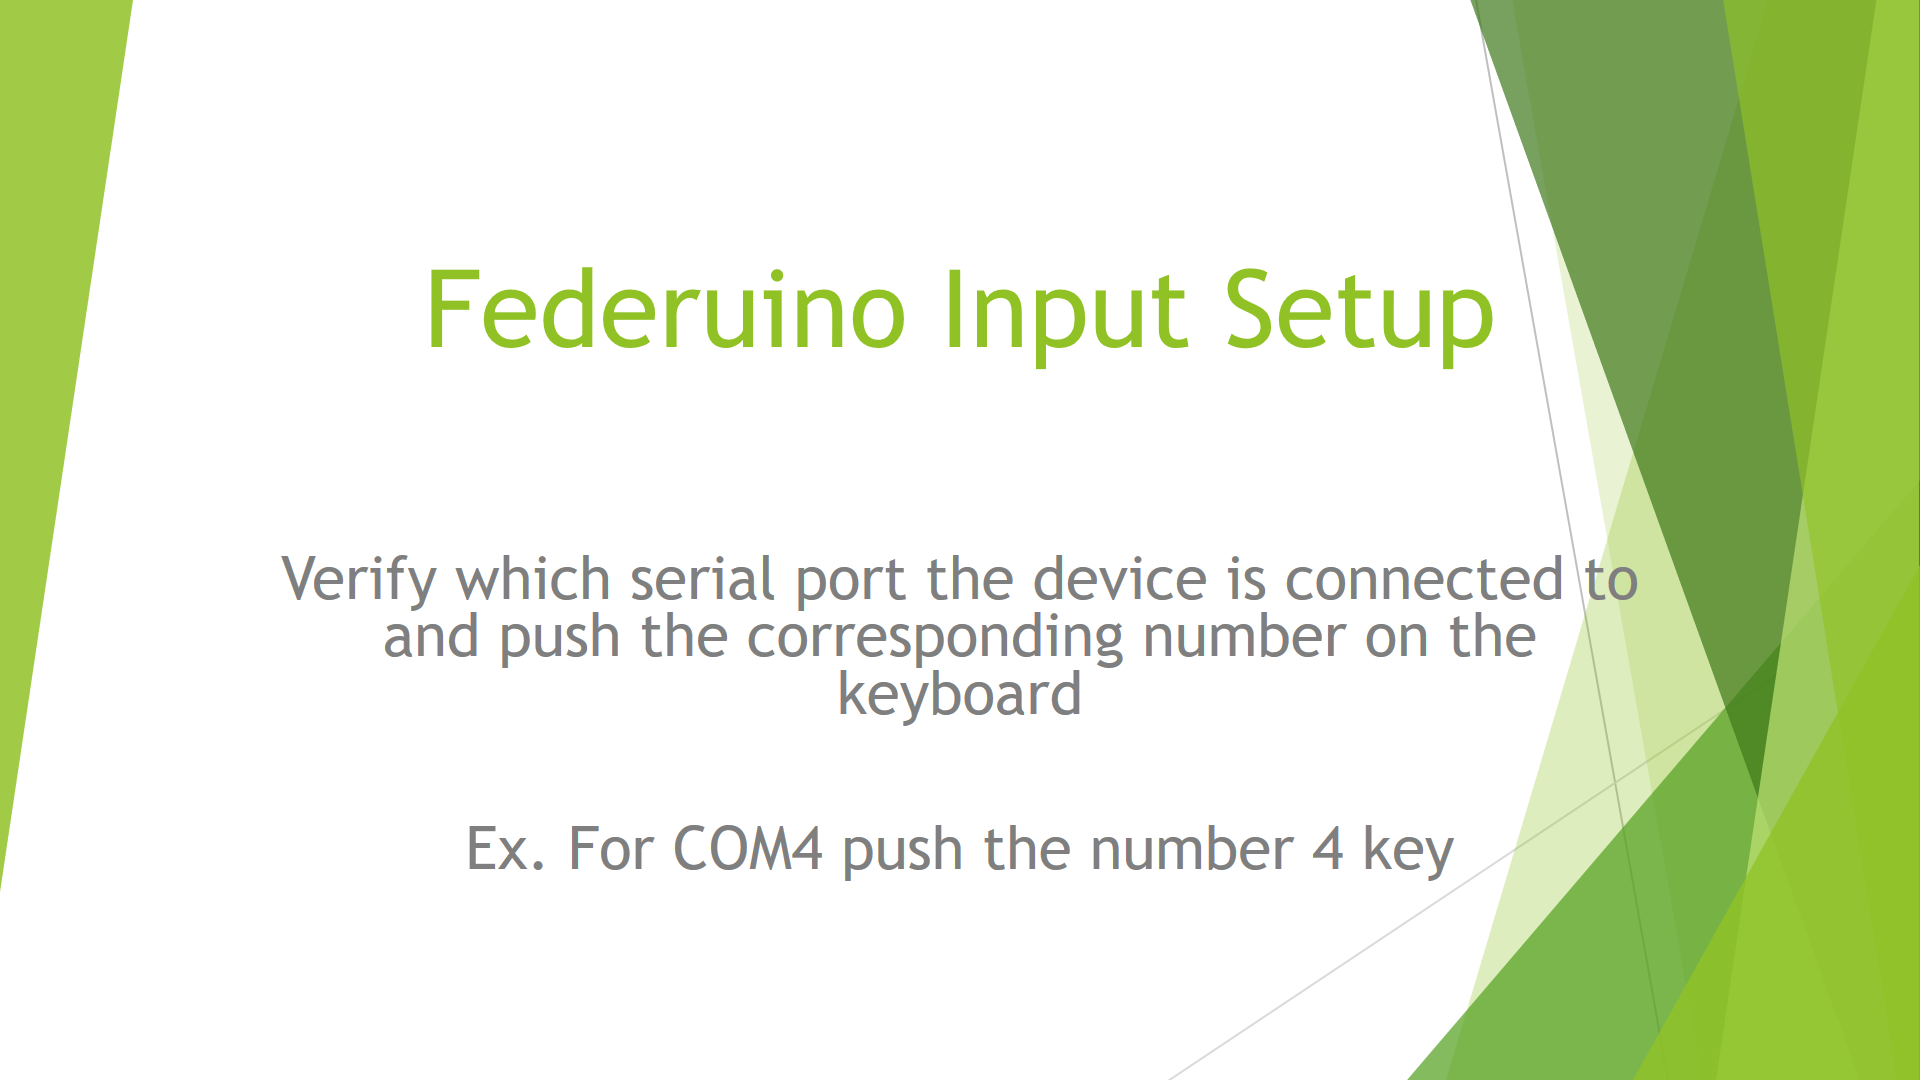 Federuino Input Setup
Verify which serial port the device is connected to
and push the corresponding number on the
keyboard
Ex. For COM4 push the number 4 key